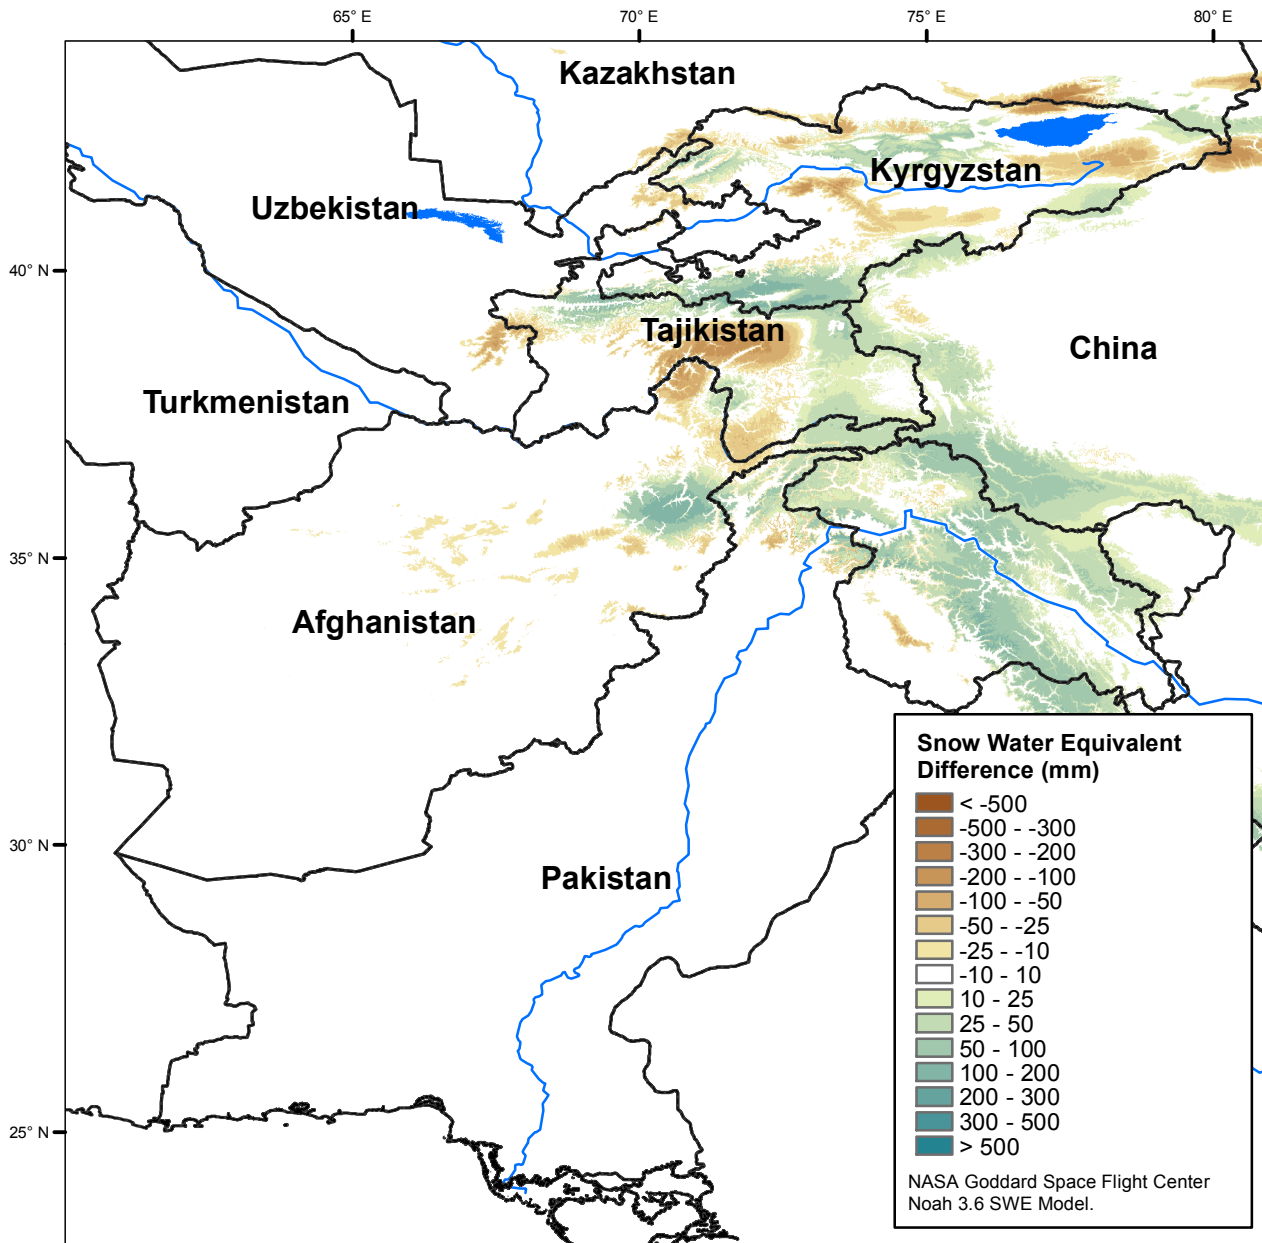 65° E
70° E
75° E
80° E
Kazakhstan
Kyrgyzstan
Uzbekistan
40° N
Tajikistan
China
Turkmenistan
35° N
Afghanistan
Snow Water Equivalent
Difference (mm)
< -500
-500 - -300
-300 - -200
-200 - -100
-100 - -50
-50 - -25
-25 - -10
-10 - 10
10 - 25
25 - 50
50 - 100
100 - 200
200 - 300
300 - 500
> 500
NASA Goddard Space Flight Center
Noah 3.6 SWE Model.
30° N
Pakistan
25° N